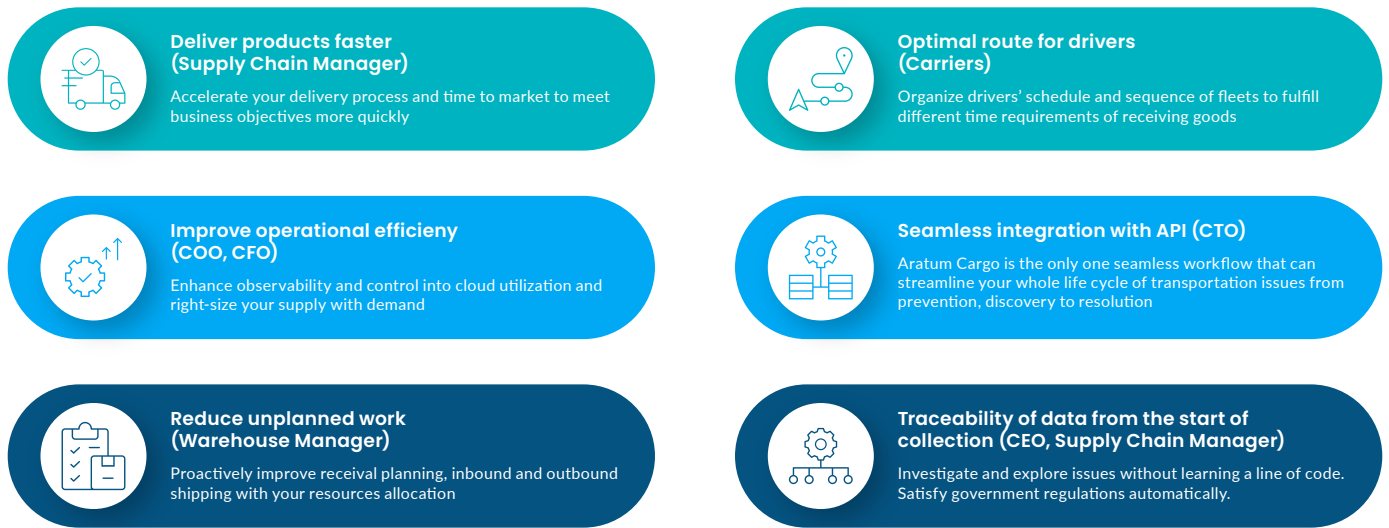 Deliver products faster
(Supply Chain Manager)
Accelerate your delivery process and time to market to meet
business objectives more quickly
Optimal route for drivers
(Carriers)
Organize drivers' schedule and sequence of fleets to fulfill
different time requirements of receiving goods
Improve operational efficieny
(COO, CFO)
Enhance observability and control into cloud utilization and
right-size your supply with demand
Seamless integration with API (CTO)
Aratum Cargo is the only one seamless workflow that can
streamline your whole life cycle of transportation issues from
prevention, discovery to resolution
Reduce unplanned work
(Warehouse Manager)
Proactively improve receival planning, inbound and outbound
shipping with your resources allocation
Traceability of data from the start of
collection (CEO, Supply Chain Manager)
Investigate and explore issues without learning a line of code.
Satisfy government regulations automatically.